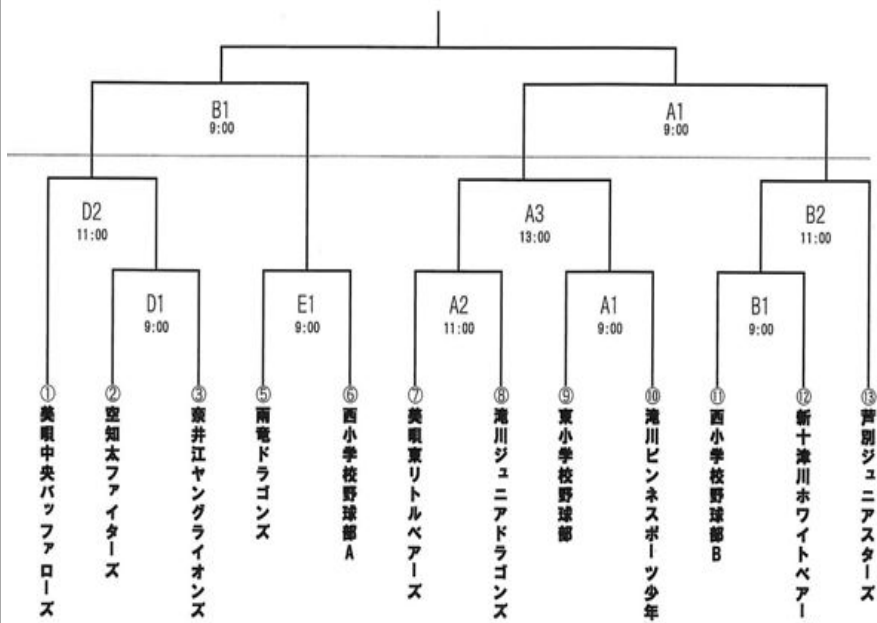 B1
9:00
A1
9:00
D2
11:00
A3
13:00
B2
11:00
D1
9:00
E1
9:00
A2
11:00
A1
9:00
B1
9:00
①美唄中央バッファローズ
②空知太ファイターズ
③奈井江ヤングライオンズ
⑤雨竜ドラゴンズ
⑥西小学校野球部A
⑦美唄東リトルベアーズ
⑧滝川ジュニアドラゴンズ
⑨東小学校野球部
⑩滝川ピンネスポーツ少年
⑪西小学校野球部B
⑫新十津川ホワイトベアー
⑬芦別ジュニアスターズ